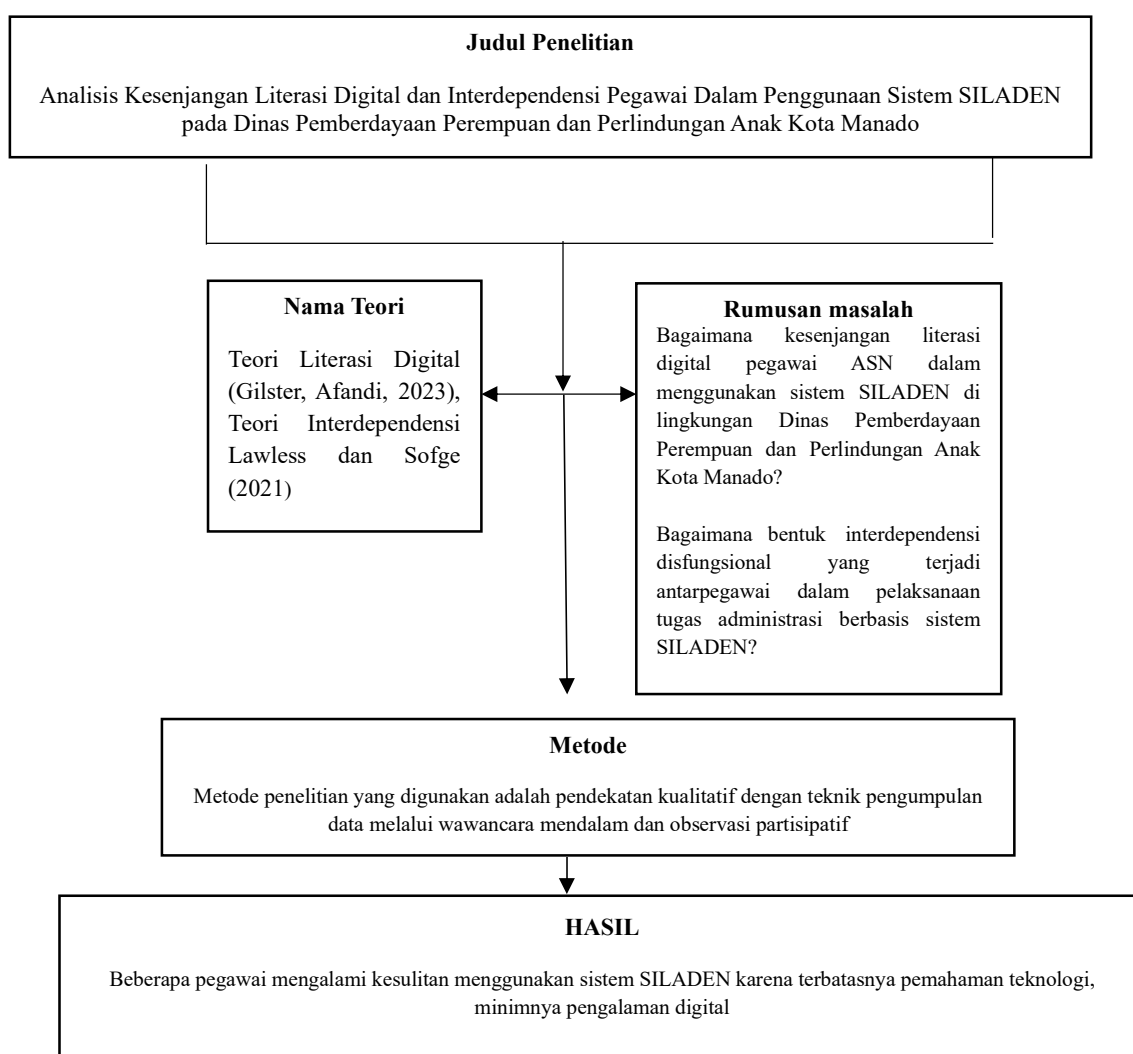 Judul Penelitian
Analisis Kesenjangan Literasi Digital dan Interdependensi Pegawai Dalam Penggunaan Sistem SILADEN
pada Dinas Pemberdayaan Perempuan dan Perlindungan Anak Kota Manado
Nama Teori
Teori Literasi Digital
(Gilster, Afandi, 2023),
Teori Interdependensi
Lawless dan Sofge
(2021)
Rumusan masalah
Bagaimana kesenjangan literasi
digital pegawai ASN dalam
menggunakan sistem SILADEN di
lingkungan Dinas Pemberdayaan
Perempuan dan Perlindungan Anak
Kota Manado?
Bagaimana bentuk interdependensi
disfungsional yang terjadi
antarpegawai dalam pelaksanaan
tugas administrasi berbasis sistem
SILADEN?
Metode
Metode penelitian yang digunakan adalah pendekatan kualitatif dengan teknik pengumpulan
data melalui wawancara mendalam dan observasi partisipatif
HASIL
Beberapa pegawai mengalami kesulitan menggunakan sistem SILADEN karena terbatasnya pemahaman teknologi,
minimnya pengalaman digital